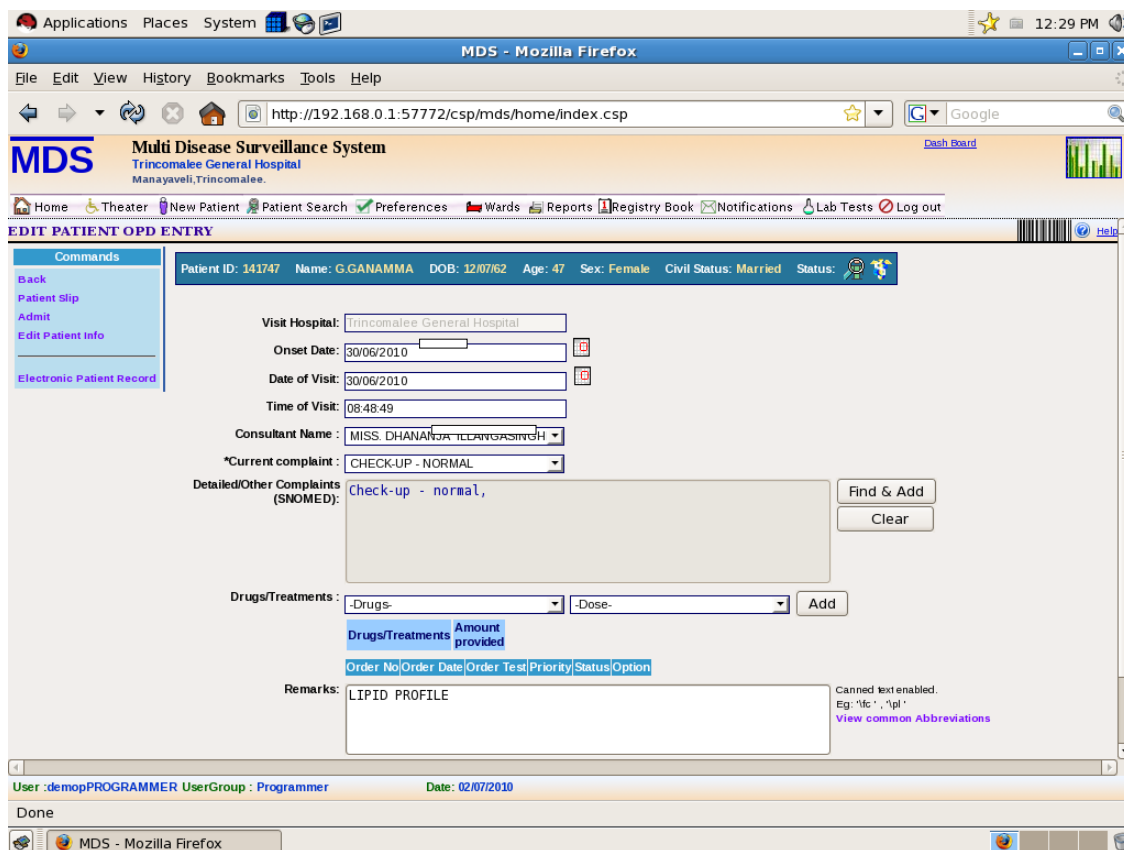 Applications Places System 12:29 PM
MDS - Mozilla Firefox
File Edit View History Bookmarks Tools Help
http://192.168.0.1:57772/csp/mds/home/index.csp G Google
MDS Multi Disease Surveillance System Dash Board
Trincomalee General Hospital
Manayaveli,Trincomalee.
Home Theater New Patient Patient Search Preferences Wards Reports Registry Book Notifications Lab Tests Log out
EDIT PATIENT OPD ENTRY Help
Commands
Back
Patient Slip
Admit
Edit Patient Info
Electronic Patient Record
Patient ID: 141747 Name: G.GANAMMA DOB: 12/07/62 Age: 47 Sex: Female Civil Status: Married Status:
Visit Hospital: Trincomalee General Hospital
Onset Date: 30/06/2010
Date of Visit: 30/06/2010
Time of Visit: 08:48:49
Consultant Name : MISS. DHANANJA ILLANGASINGH
*Current complaint : CHECK-UP - NORMAL
Detailed/Other Complaints (SNOMED): Check-up - normal,
Find & Add
Clear
Drugs/Treatments : -Drugs- -Dose- Add
Drugs/Treatments Amount provided
Order No Order Date Order Test Priority Status Option
Remarks: LIPID PROFILE
Canned text enabled.
Eg: '\fc ' , '\pl '
View common Abbreviations
User :demopPROGRAMMER UserGroup : Programmer Date: 02/07/2010
Done
MDS - Mozilla Firefox